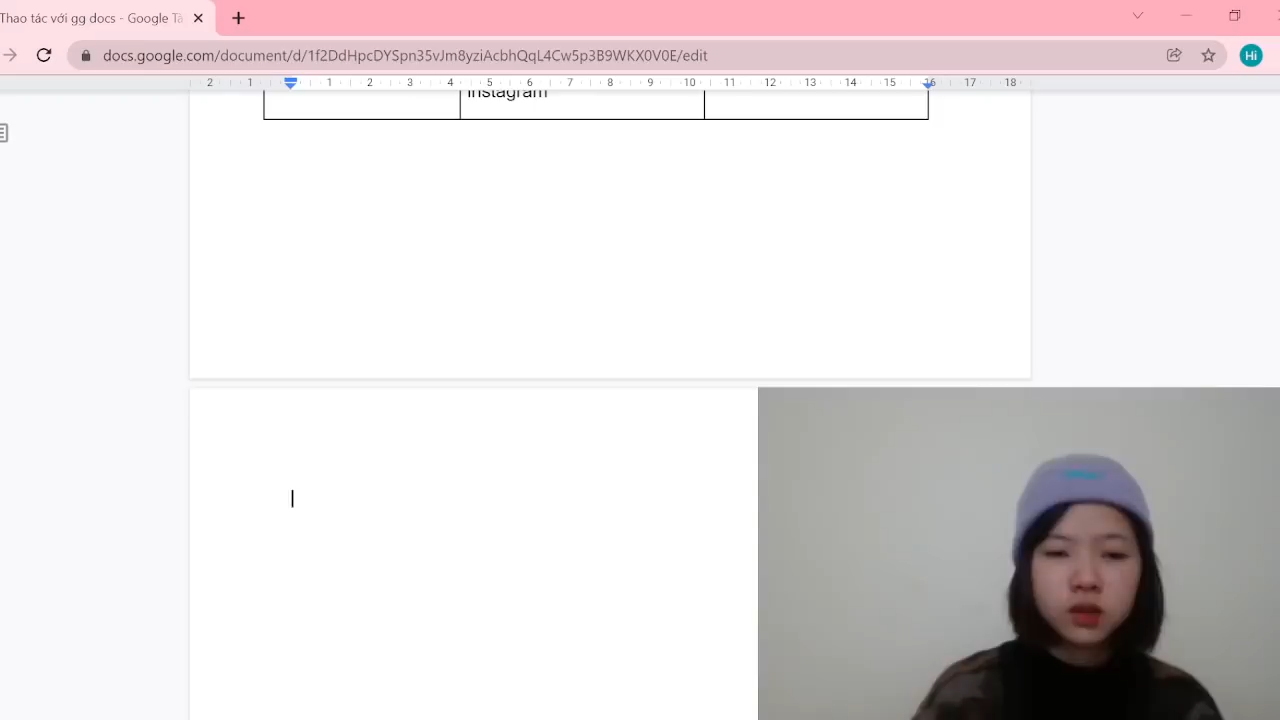 Thao tác với gg docs - Google Tà
docs.google.com/document/d/1f2DdHpcDYSpn35vJm8yziAcbhQqL4Cw5p3B9WKX0V0E/edit
Hi
2 1 1 2 3 4 5 6 7 8 9 10 11 12 13 14 15 16 17 18
Instagram